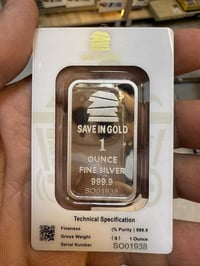 SAVE IN GOLD
1
OUNCE
FINE SILVER
999.9
SO01938
Technical Specification
Fineness (% Purity) 999.9
Gross Weight (g) 1 Ounce
Serial Number SO01938